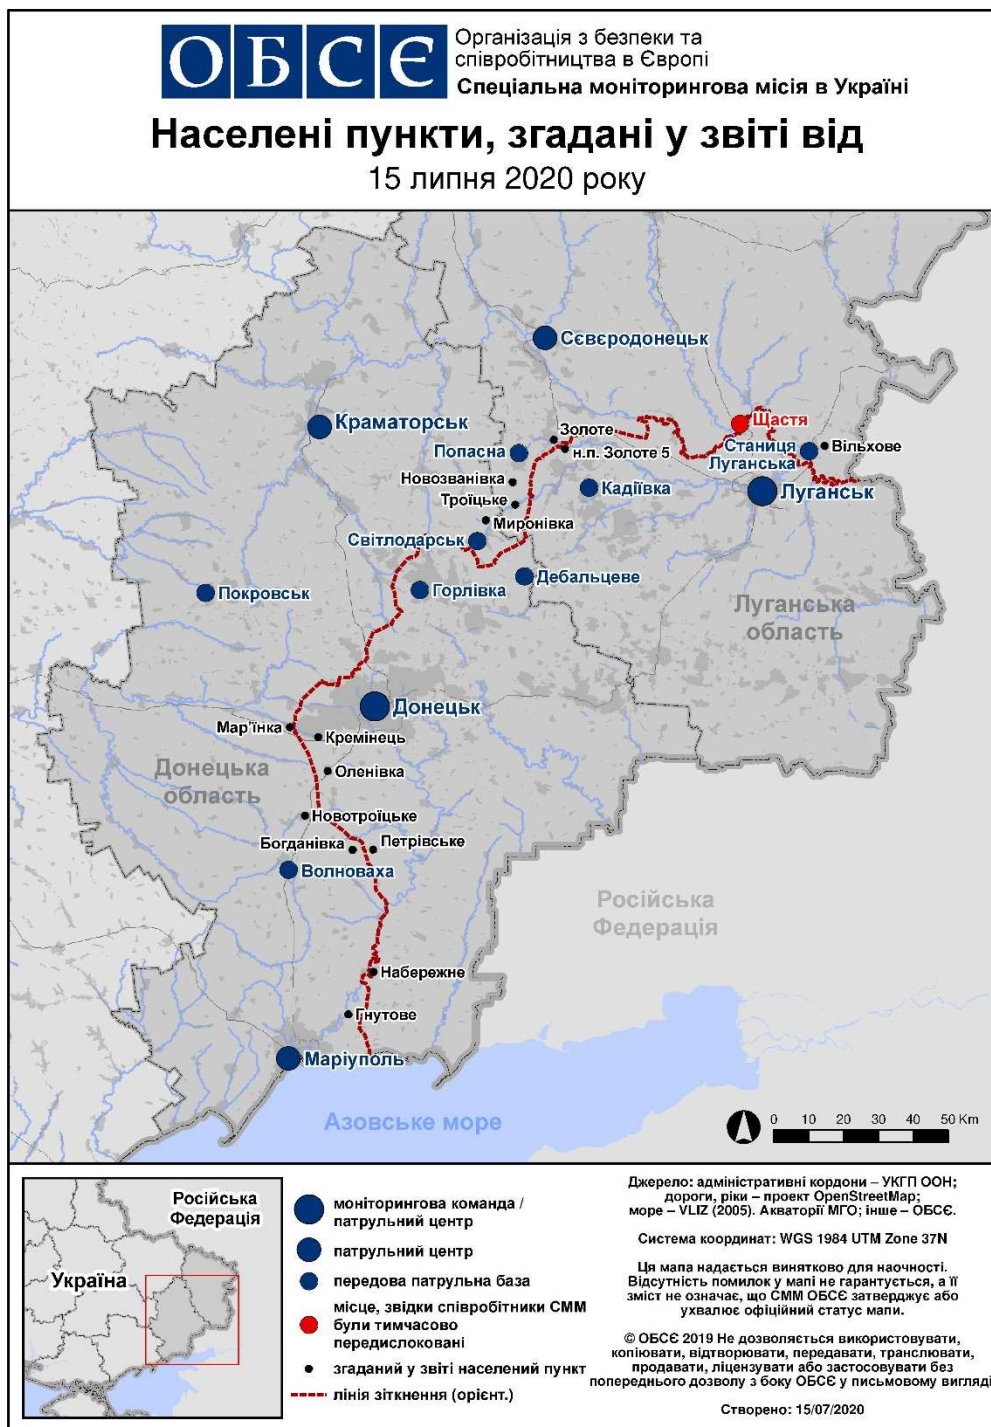 ОБСЄ
Організація з безпеки та
співробітництва в Європі
Спеціальна моніторингова місія в Україні
Населені пункти, згадані у звіті від
15 липня 2020 року
Сєвєродонецьк
Краматорськ
Щастя
Золоте
Попасна
н.п. Золоте 5
Станиця
Луганська
Вільхове
Новозванівка
Кадіївка
Луганськ
Троїцьке
Миронівка
Світлодарськ
Дебальцеве
Горлівка
Покровськ
Луганська
область
Донецьк
Мар'їнка
Кремінець
Донецька
область
Оленівка
Новотроїцьке
Богданівка
Петрівське
Волноваха
Російська
Федерація
Набережне
Гнутове
Маріуполь
Азовське море
0 10 20 30 40 50 Km
Російська
Федерація
Україна
моніторингова команда /
патрульний центр
патрульний центр
передова патрульна база
місце, звідки співробітники СММ
були тимчасово
передислоковані
згаданий у звіті населений пункт
лінія зіткнення (орієнт.)
Джерело: адміністративні кордони – УКГП ООН;
дороги, ріки – проект OpenStreetMap;
море – VLIZ (2005). Акваторії МГО; інше – ОБСЄ.
Система координат: WGS 1984 UTM Zone 37N
Ця мапа надається винятково для наочності.
Відсутність помилок у мапі не гарантується, а її
зміст не означає, що СММ ОБСЄ затверджує або
ухвалює офіційний статус мапи.
© ОБСЄ 2019 Не дозволяється використовувати,
копіювати, відтворювати, передавати, транслювати,
продавати, ліцензувати або застосовувати без
попереднього дозволу з боку ОБСЄ у письмовому вигляді
Створено: 15/07/2020